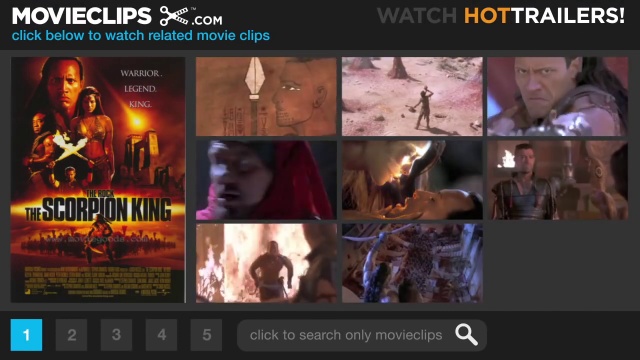 MOVIECLIPS .COM
click below to watch related movie clips
WATCH HOTTRAILERS!
WARRIOR.
LEGEND.
KING.
THE ROCK
THE SCORPION KING
1 2 3 4 5
click to search only movieclips